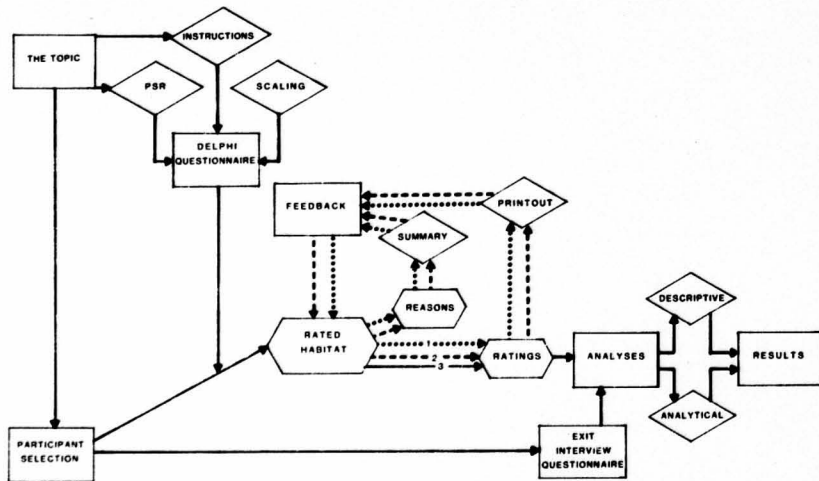 INSTRUCTIONS
THE TOPIC
PSR
SCALING
DELPHI
QUESTIONNAIRE
FEEDBACK
PRINTOUT
SUMMARY
REASONS
DESCRIPTIVE
RATED
HABITAT
1
2
3
RATINGS
ANALYSES
RESULTS
ANALYTICAL
PARTICIPANT
SELECTION
EXIT
INTERVIEW
QUESTIONNAIRE